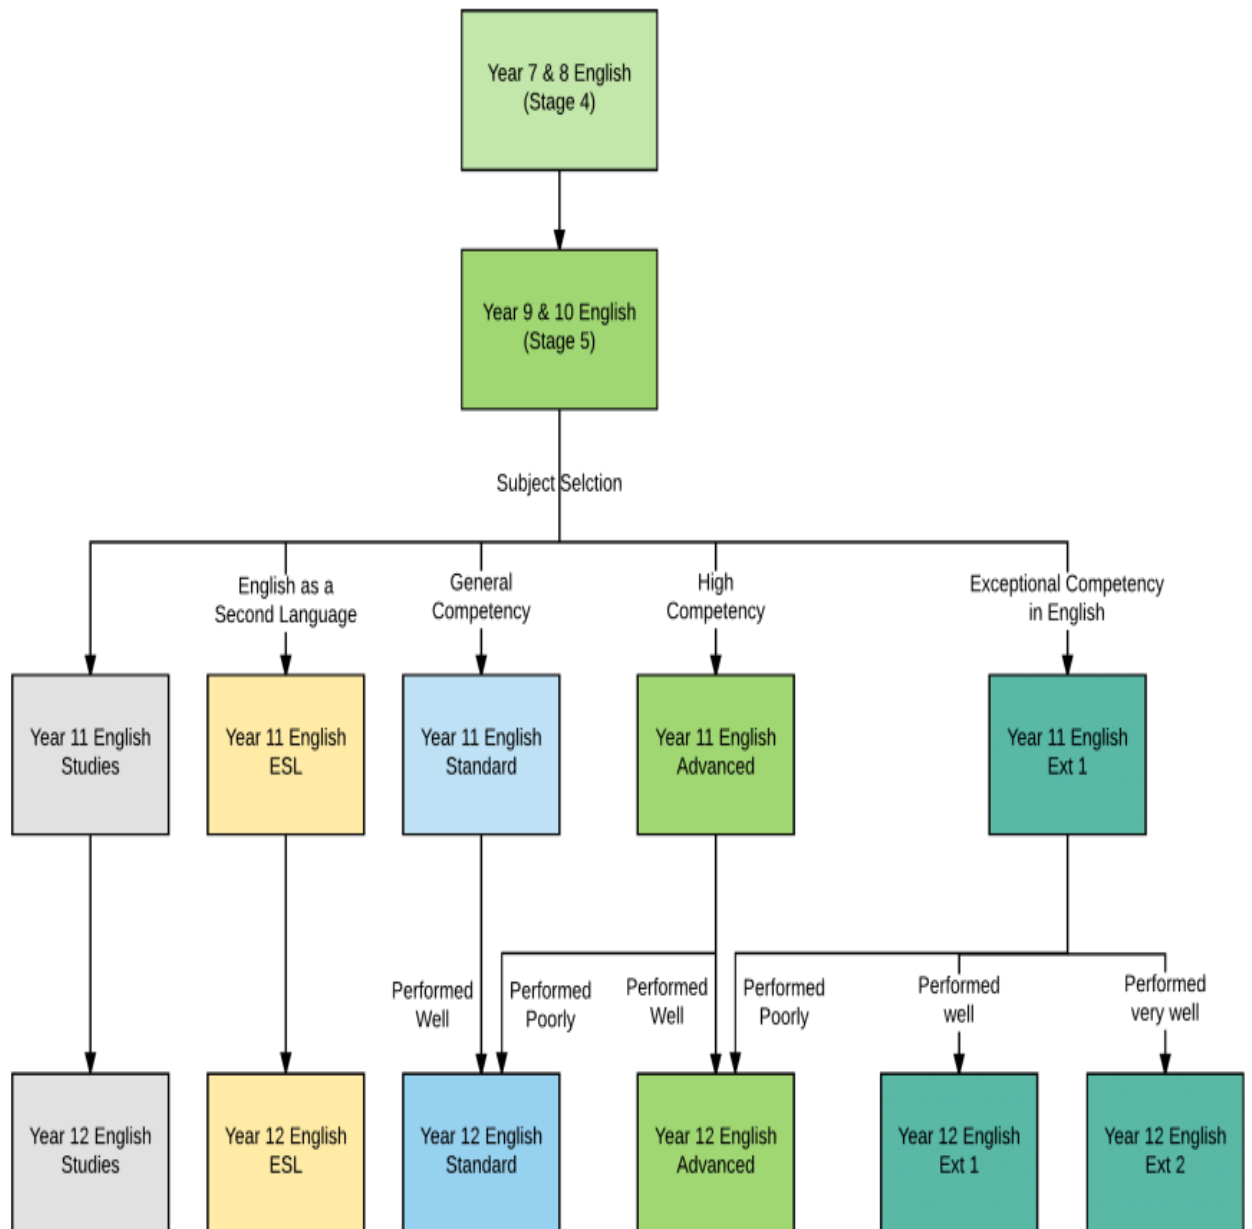 Year 7 & 8 English
(Stage 4)
Year 9 & 10 English
(Stage 5)
Subject Selction
English as a
Second Language
General
Competency
High
Competency
Exceptional Competency
in English
Year 11 English
Studies
Year 11 English
ESL
Year 11 English
Standard
Year 11 English
Advanced
Year 11 English
Ext 1
Performed
Well
Performed
Poorly
Performed
Well
Performed
Poorly
Performed
well
Performed
very well
Year 12 English
Studies
Year 12 English
ESL
Year 12 English
Standard
Year 12 English
Advanced
Year 12 English
Ext 1
Year 12 English
Ext 2